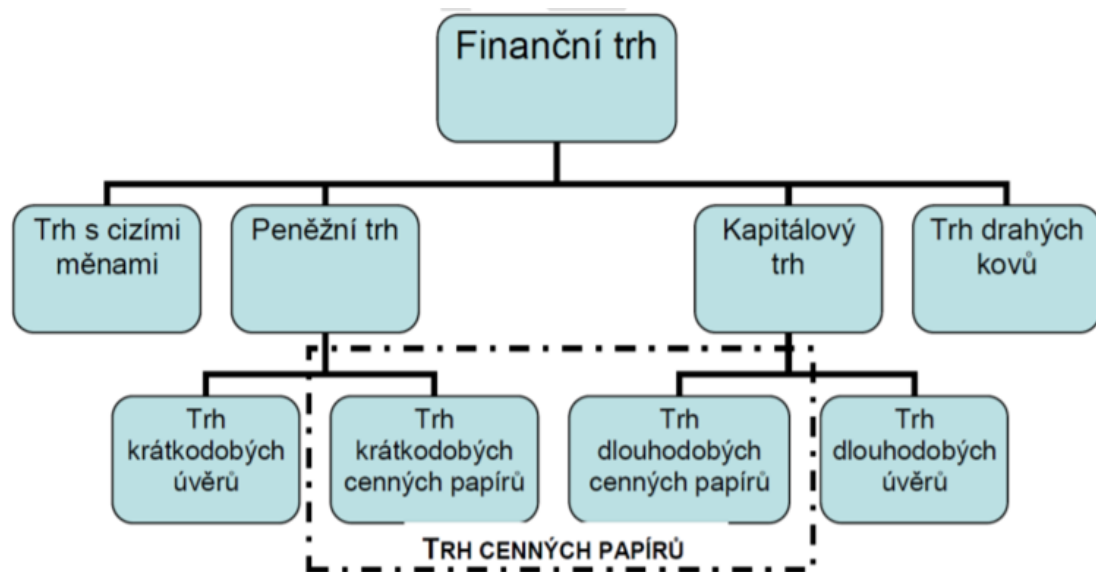 Finanční trh
Trh s cizími
měnami
Peněžní trh
Kapitálový
trh
Trh drahých
kovů
Trh
krátkodobých
úvěrů
Trh
krátkodobých
cenných papírů
Trh
dlouhodobých
cenných papírů
Trh
dlouhodobých
úvěrů
TRH CENNÝCH PAPÍRŮ